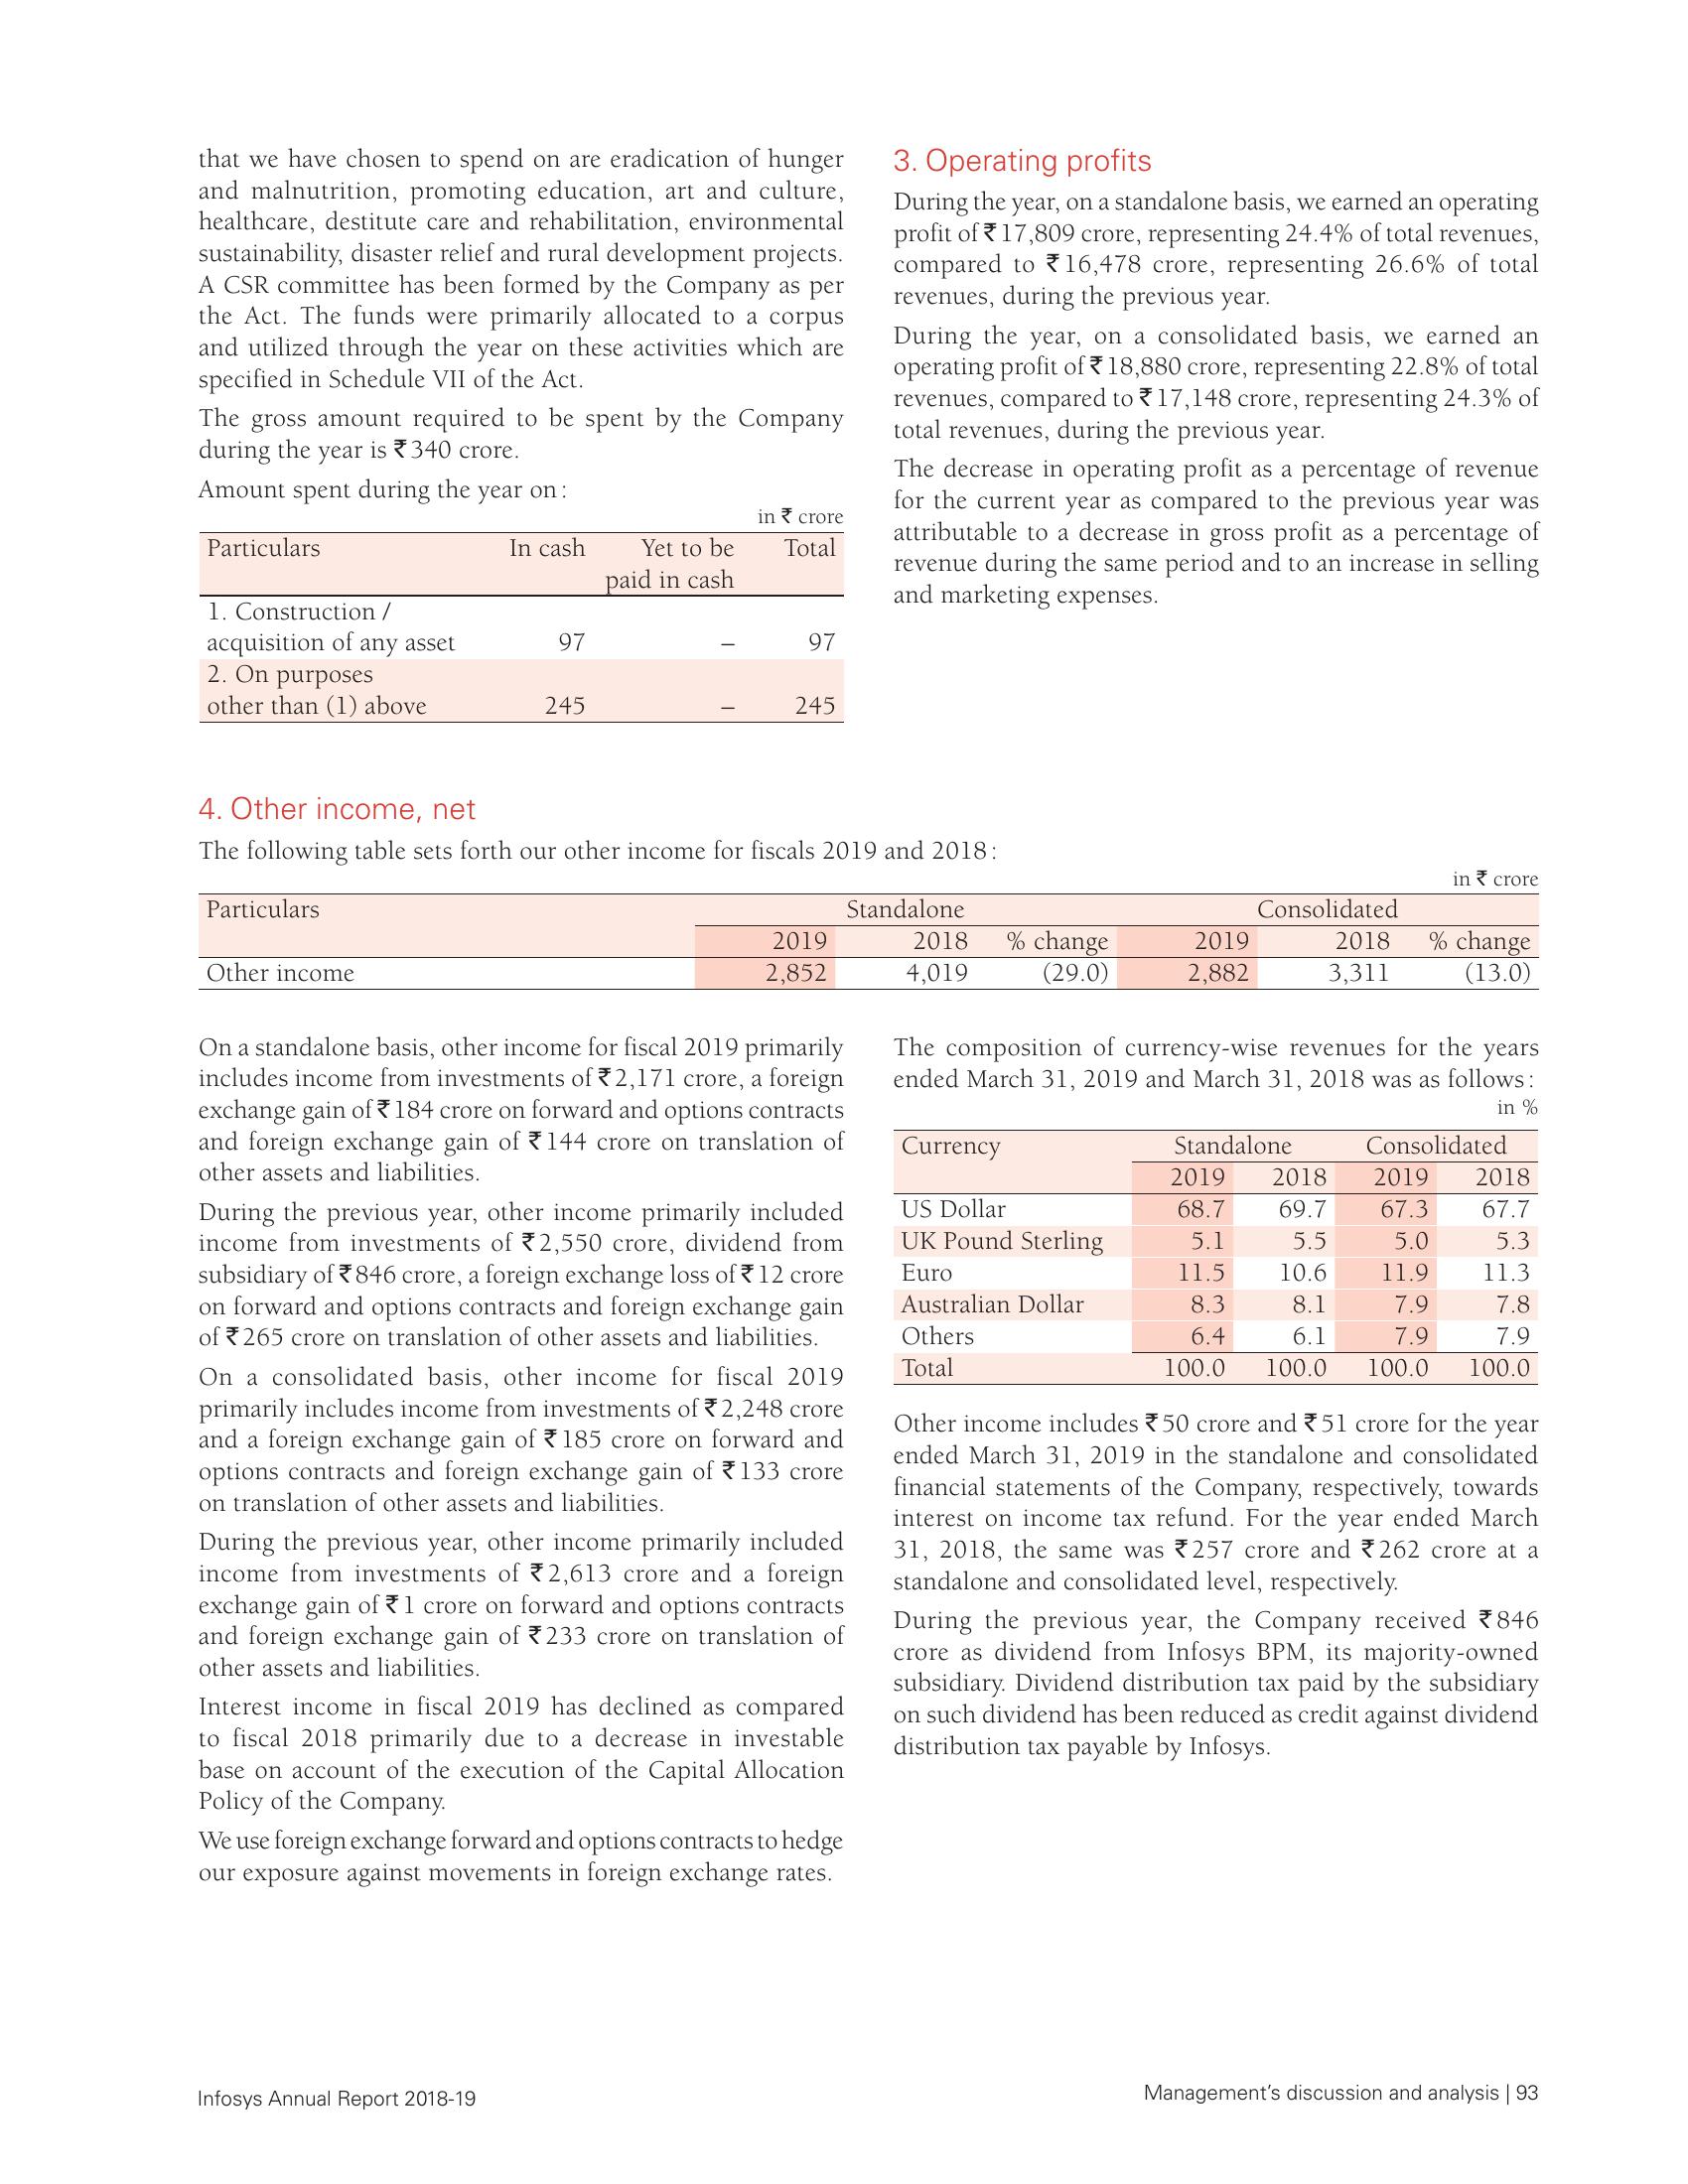 that we have chosen to spend on are eradication of hunger
and malnutrition, promoting education, art and culture,
healthcare, destitute care and rehabilitation, environmental
sustainability, disaster relief and rural development projects.
A CSR committee has been formed by the Company as per
the Act. The funds were primarily allocated to a corpus
and utilized through the year on these activities which are
specified in Schedule VII of the Act.
The gross amount required to be spent by the Company
during the year is ₹ 340 crore.
Amount spent during the year on :
in ₹ crore
Particulars In cash Yet to be Total
paid in cash
1. Construction /
acquisition of any asset 97 – 97
2. On purposes
other than (1) above 245 – 245
3. Operating profits
During the year, on a standalone basis, we earned an operating
profit of ₹ 17,809 crore, representing 24.4% of total revenues,
compared to ₹ 16,478 crore, representing 26.6% of total
revenues, during the previous year.
During the year, on a consolidated basis, we earned an
operating profit of ₹ 18,880 crore, representing 22.8% of total
revenues, compared to ₹ 17,148 crore, representing 24.3% of
total revenues, during the previous year.
The decrease in operating profit as a percentage of revenue
for the current year as compared to the previous year was
attributable to a decrease in gross profit as a percentage of
revenue during the same period and to an increase in selling
and marketing expenses.
4. Other income, net
The following table sets forth our other income for fiscals 2019 and 2018 :
in ₹ crore
Particulars Standalone Consolidated
2019 2018 % change 2019 2018 % change
Other income 2,852 4,019 (29.0) 2,882 3,311 (13.0)
On a standalone basis, other income for fiscal 2019 primarily
includes income from investments of ₹ 2,171 crore, a foreign
exchange gain of ₹ 184 crore on forward and options contracts
and foreign exchange gain of ₹ 144 crore on translation of
other assets and liabilities.
During the previous year, other income primarily included
income from investments of ₹ 2,550 crore, dividend from
subsidiary of ₹ 846 crore, a foreign exchange loss of ₹ 12 crore
on forward and options contracts and foreign exchange gain
of ₹ 265 crore on translation of other assets and liabilities.
On a consolidated basis, other income for fiscal 2019
primarily includes income from investments of ₹ 2,248 crore
and a foreign exchange gain of ₹ 185 crore on forward and
options contracts and foreign exchange gain of ₹ 133 crore
on translation of other assets and liabilities.
During the previous year, other income primarily included
income from investments of ₹ 2,613 crore and a foreign
exchange gain of ₹ 1 crore on forward and options contracts
and foreign exchange gain of ₹ 233 crore on translation of
other assets and liabilities.
Interest income in fiscal 2019 has declined as compared
to fiscal 2018 primarily due to a decrease in investable
base on account of the execution of the Capital Allocation
Policy of the Company.
We use foreign exchange forward and options contracts to hedge
our exposure against movements in foreign exchange rates.
The composition of currency-wise revenues for the years
ended March 31, 2019 and March 31, 2018 was as follows :
in %
Currency Standalone Consolidated
2019 2018 2019 2018
US Dollar 68.7 69.7 67.3 67.7
UK Pound Sterling 5.1 5.5 5.0 5.3
Euro 11.5 10.6 11.9 11.3
Australian Dollar 8.3 8.1 7.9 7.8
Others 6.4 6.1 7.9 7.9
Total 100.0 100.0 100.0 100.0
Other income includes ₹ 50 crore and ₹ 51 crore for the year
ended March 31, 2019 in the standalone and consolidated
financial statements of the Company, respectively, towards
interest on income tax refund. For the year ended March
31, 2018, the same was ₹ 257 crore and ₹ 262 crore at a
standalone and consolidated level, respectively.
During the previous year, the Company received ₹ 846
crore as dividend from Infosys BPM, its majority-owned
subsidiary. Dividend distribution tax paid by the subsidiary
on such dividend has been reduced as credit against dividend
distribution tax payable by Infosys.
Infosys Annual Report 2018-19
Management's discussion and analysis | 93